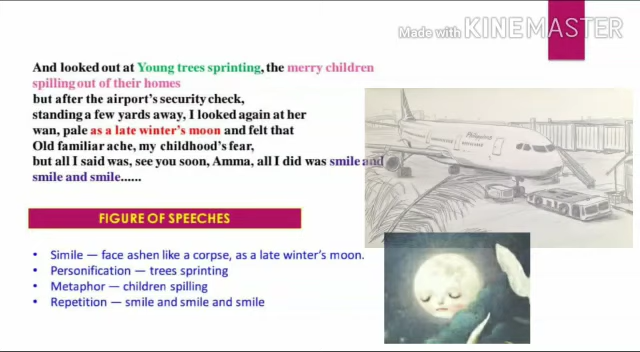 Made with KINEMASTER
And looked out at Young trees sprinting, the merry children
spilling out of their homes
but after the airport's security check,
standing a few yards away, I looked again at her
wan, pale as a late winter's moon and felt that
Old familiar ache, my childhood's fear,
but all I said was, see you soon, Amma, all I did was smile and
smile and smile......
Philippines
FIGURE OF SPEECHES
• Simile — face ashen like a corpse, as a late winter's moon.
• Personification — trees sprinting
• Metaphor — children spilling
• Repetition — smile and smile and smile